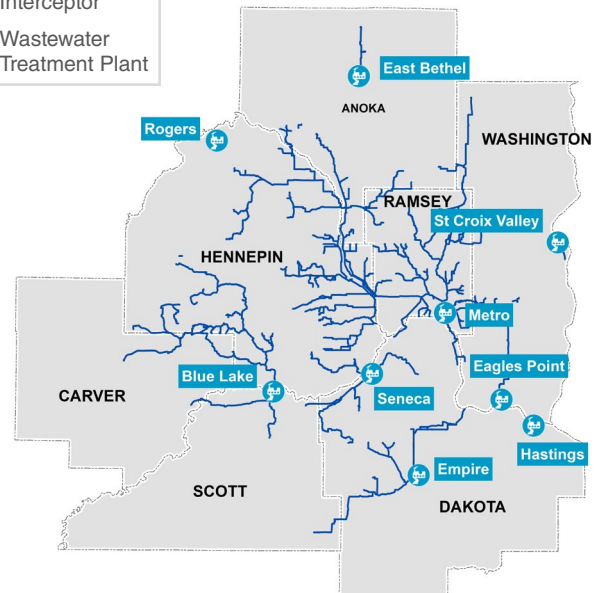 Interceptor
Wastewater
Treatment Plant
East Bethel
ANOKA
Rogers
WASHINGTON
RAMSEY
St Croix Valley
HENNEPIN
Metro
Eagles Point
Blue Lake
Seneca
CARVER
Hastings
Empire
SCOTT
DAKOTA